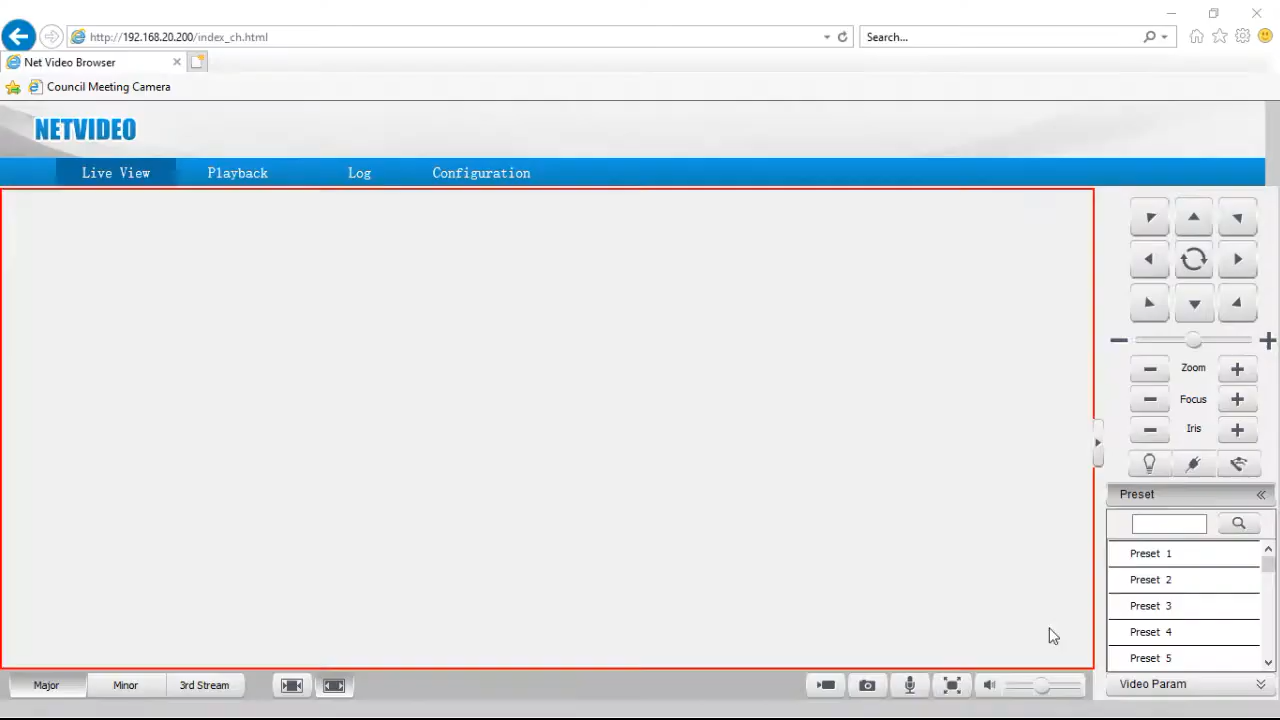 http://192.168.20.200/index_ch.html
Search...
Net Video Browser
Council Meeting Camera
NETVIDEO
Live View Playback Log Configuration
Zoom
Focus
Iris
Preset
Preset 1
Preset 2
Preset 3
Preset 4
Preset 5
Major Minor 3rd Stream
Video Param